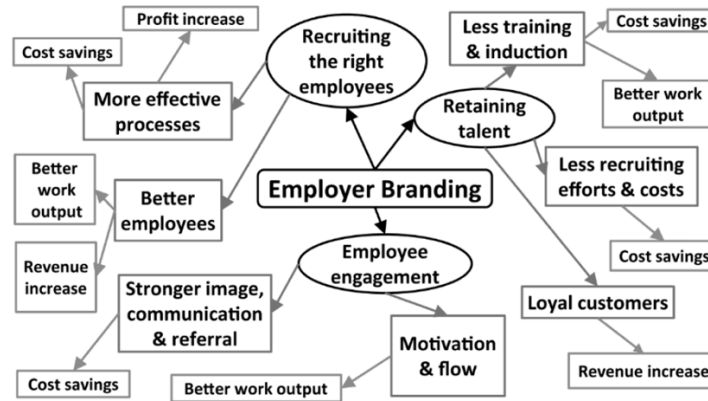 Profit increase
Cost savings
Recruiting
the right
employees
More effective
processes
Less training
& induction
Cost savings
Better work
output
Retaining
talent
Better
work
output
Better
employees
Employer Branding
Less recruiting
efforts & costs
Revenue
increase
Employee
engagement
Cost savings
Stronger image,
communication
& referral
Loyal customers
Motivation
& flow
Cost savings
Better work output
Revenue increase